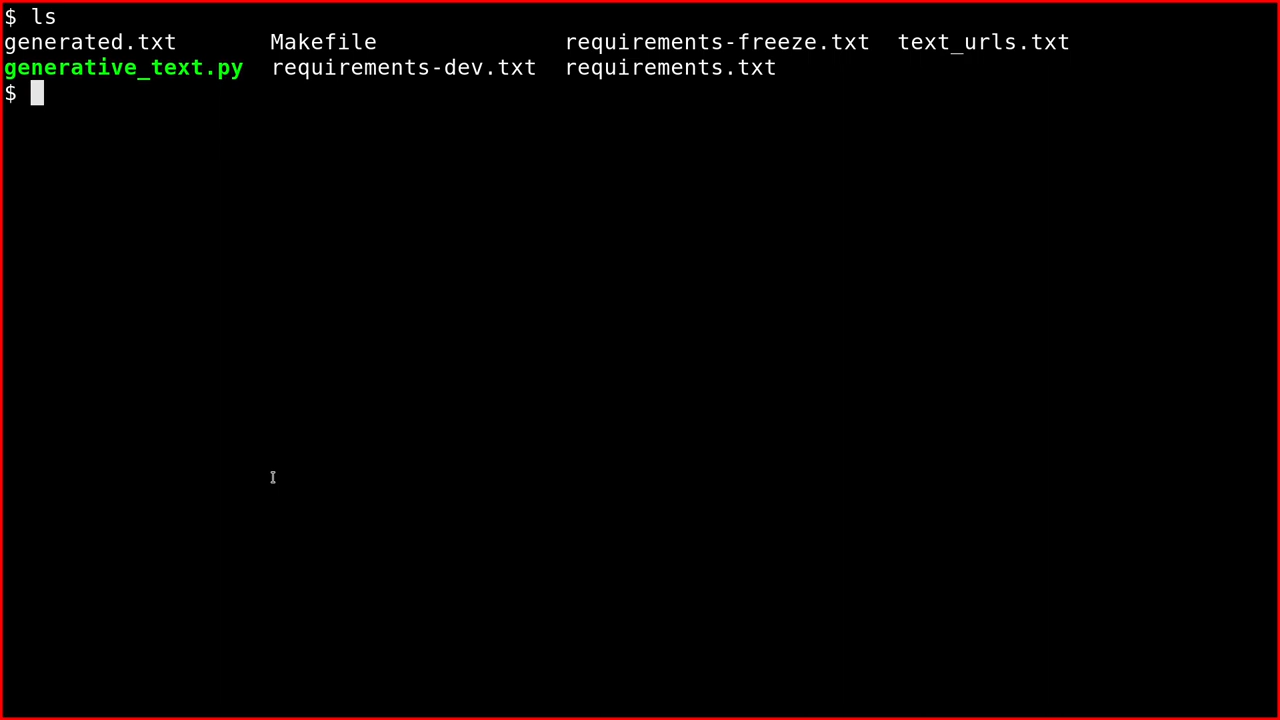 $ ls
generated.txt       Makefile              requirements-freeze.txt  text_urls.txt
generative_text.py  requirements-dev.txt  requirements.txt
$